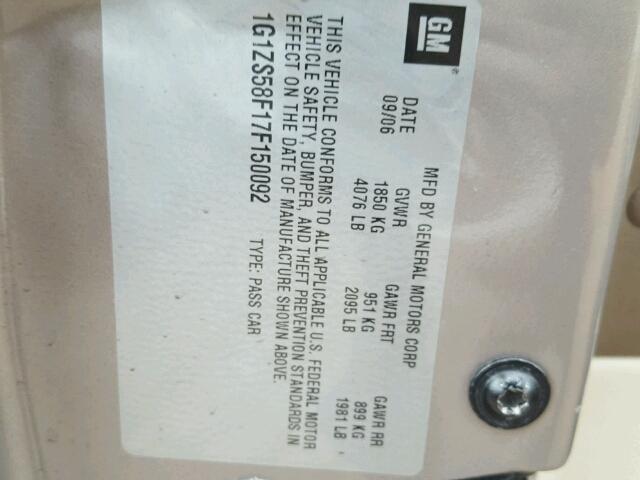 GM®
MFD BY GENERAL MOTORS CORP
DATE GVWR GAWR FRT GAWR RR
09/06 1850 KG 951 KG 899 KG
4076 LB 2095 LB 1981 LB
THIS VEHICLE CONFORMS TO ALL APPLICABLE U.S. FEDERAL MOTOR
VEHICLE SAFETY, BUMPER, AND THEFT PREVENTION STANDARDS IN
EFFECT ON THE DATE OF MANUFACTURE SHOWN ABOVE.
1G1ZS58F17F150092 TYPE: PASS CAR